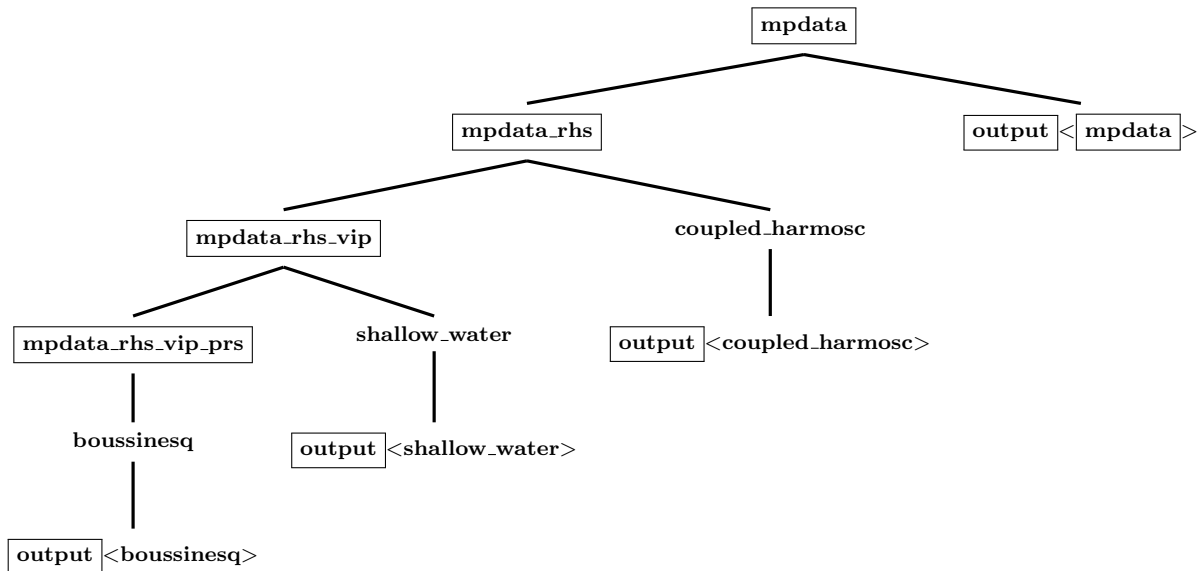 mpdata
mpdata_rhs
output<mpdata>
mpdata_rhs_vip
coupled_harmosc
mpdata_rhs_vip_prs
shallow_water
output<coupled_harmosc>
boussinesq
output<shallow_water>
output<boussinesq>